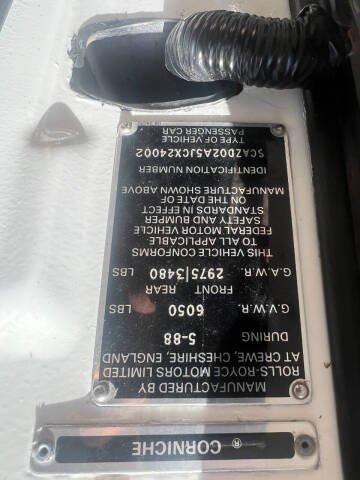 CORNICHE ®
MANUFACTURED BY
ROLLS-ROYCE MOTORS LIMITED
AT CREWE, CHESHIRE, ENGLAND
DURING 5-88
G.V.W.R. 6050 LBS
FRONT REAR
G.A.W.R. 2975|3480 LBS
THIS VEHICLE CONFORMS
TO ALL APPLICABLE
FEDERAL MOTOR VEHICLE
SAFETY AND BUMPER
STANDARDS IN EFFECT
ON THE DATE OF
MANUFACTURE SHOWN ABOVE
IDENTIFICATION NUMBER
SCAZD02A5JCX24002
TYPE OF VEHICLE
PASSENGER CAR